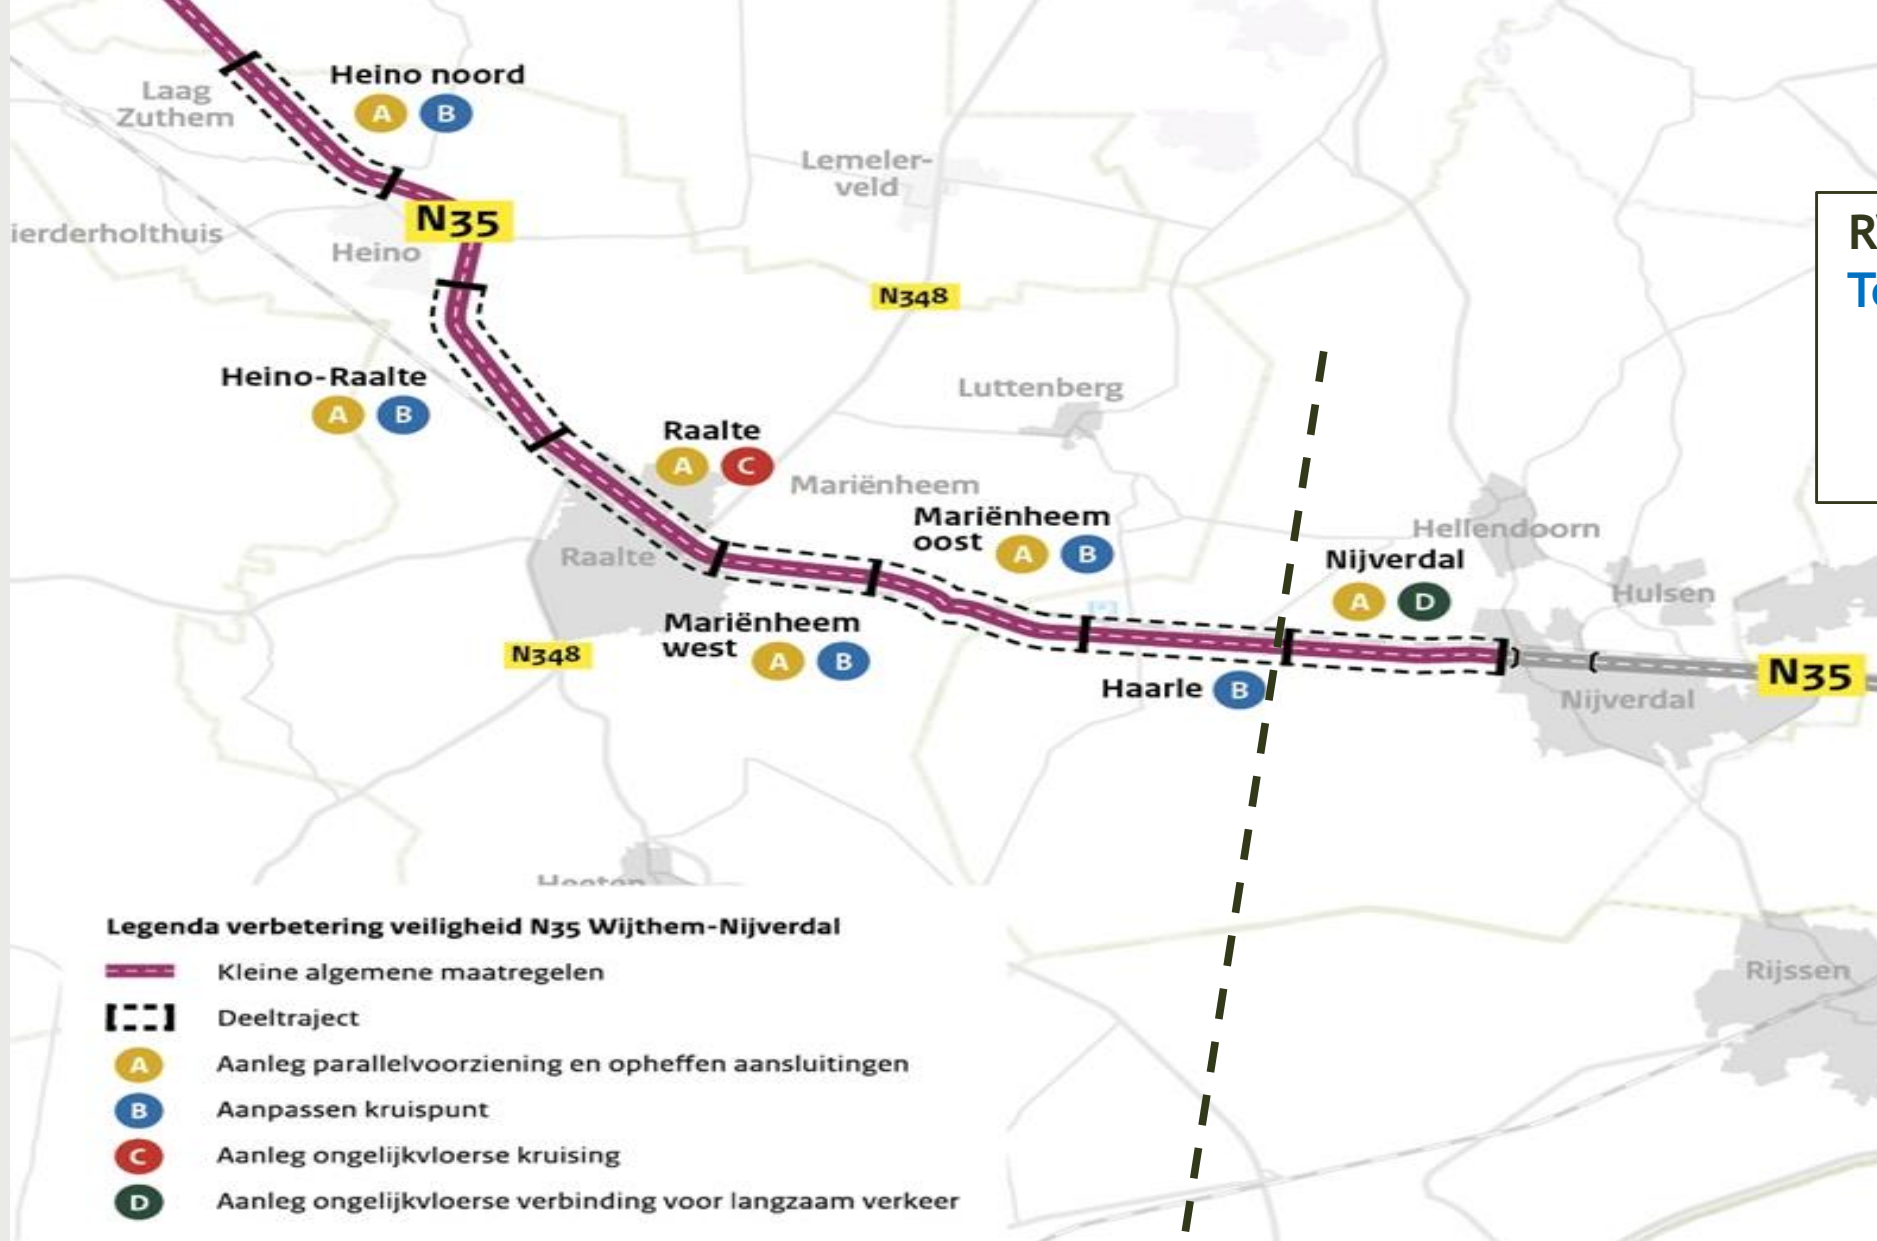 Heino noord
A B
Laag
Zuthem
Lemeler-
veld
N35
Heino
N348
Heino-Raalte
A B
Luttenberg
Raalte
A C
Mariënheem
Mariënheem
oost A B
Hellendoorn
Nijverdal
A D
Hulsen
Raalte
N348
Mariënheem
west A B
Haarle B
N35
Nijverdal
Rijssen
Legenda verbetering veiligheid N35 Wijthem-Nijverdal
Kleine algemene maatregelen
Deeltraject
A Aanleg parallelvoorziening en opheffen aansluitingen
B Aanpassen kruispunt
C Aanleg ongelijkvloerse kruising
D Aanleg ongelijkvloerse verbinding voor langzaam verkeer